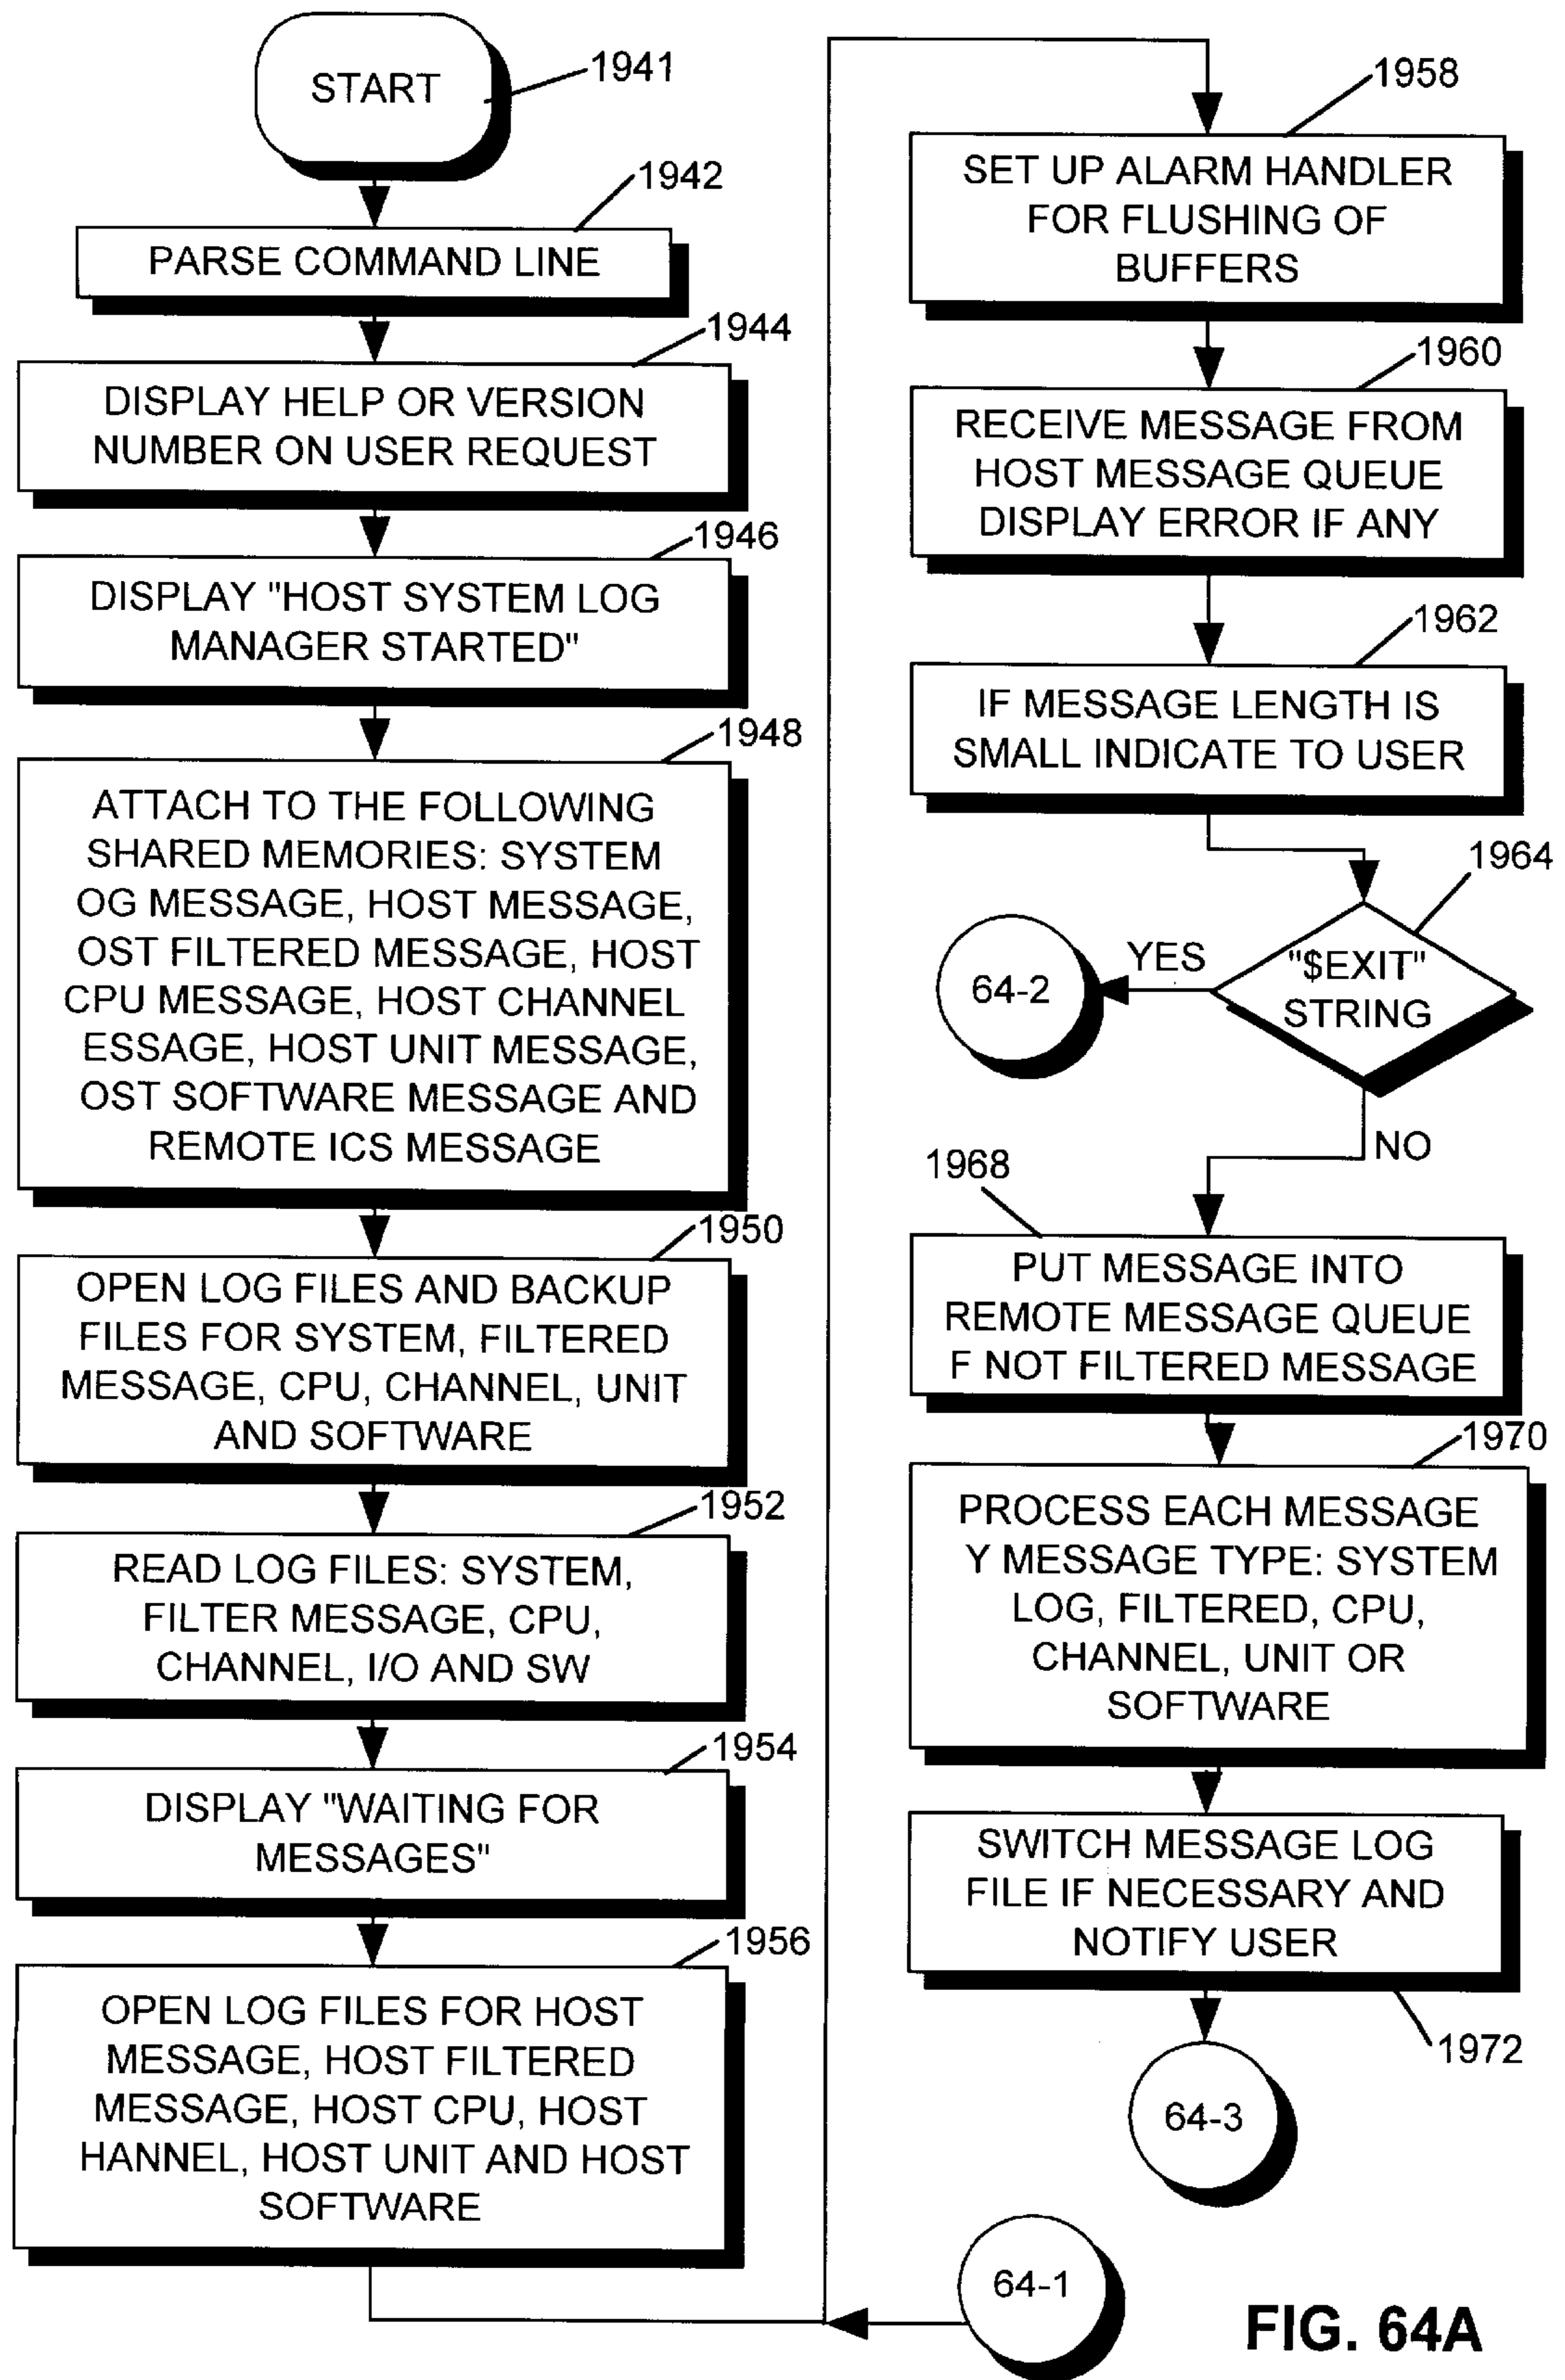 START
1941
1942
PARSE COMMAND LINE
1944
DISPLAY HELP OR VERSION
NUMBER ON USER REQUEST
1946
DISPLAY "HOST SYSTEM LOG
MANAGER STARTED"
1948
ATTACH TO THE FOLLOWING
SHARED MEMORIES: SYSTEM
OG MESSAGE, HOST MESSAGE,
OST FILTERED MESSAGE, HOST
CPU MESSAGE, HOST CHANNEL
ESSAGE, HOST UNIT MESSAGE,
OST SOFTWARE MESSAGE AND
REMOTE ICS MESSAGE
1950
OPEN LOG FILES AND BACKUP
FILES FOR SYSTEM, FILTERED
MESSAGE, CPU, CHANNEL, UNIT
AND SOFTWARE
1952
READ LOG FILES: SYSTEM,
FILTER MESSAGE, CPU,
CHANNEL, I/O AND SW
1954
DISPLAY "WAITING FOR
MESSAGES"
1956
OPEN LOG FILES FOR HOST
MESSAGE, HOST FILTERED
MESSAGE, HOST CPU, HOST
HANNEL, HOST UNIT AND HOST
SOFTWARE
1958
SET UP ALARM HANDLER
FOR FLUSHING OF
BUFFERS
1960
RECEIVE MESSAGE FROM
HOST MESSAGE QUEUE
DISPLAY ERROR IF ANY
1962
IF MESSAGE LENGTH IS
SMALL INDICATE TO USER
1964
"$EXIT"
STRING
YES
64-2
NO
1968
PUT MESSAGE INTO
REMOTE MESSAGE QUEUE
F NOT FILTERED MESSAGE
1970
PROCESS EACH MESSAGE
Y MESSAGE TYPE: SYSTEM
LOG, FILTERED, CPU,
CHANNEL, UNIT OR
SOFTWARE
SWITCH MESSAGE LOG
FILE IF NECESSARY AND
NOTIFY USER
1972
64-3
64-1
FIG. 64A